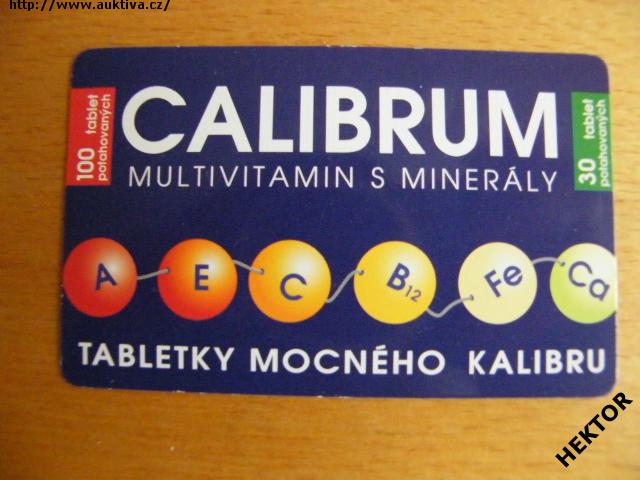 http://www.auktiva.cz/
100 tablet
potahovaných
CALIBRUM
30 tablet
potahovaných
MULTIVITAMIN S MINERÁLY
A E C B12 Fe Ca
TABLETKY MOCNÉHO KALIBRU
HEKTOR